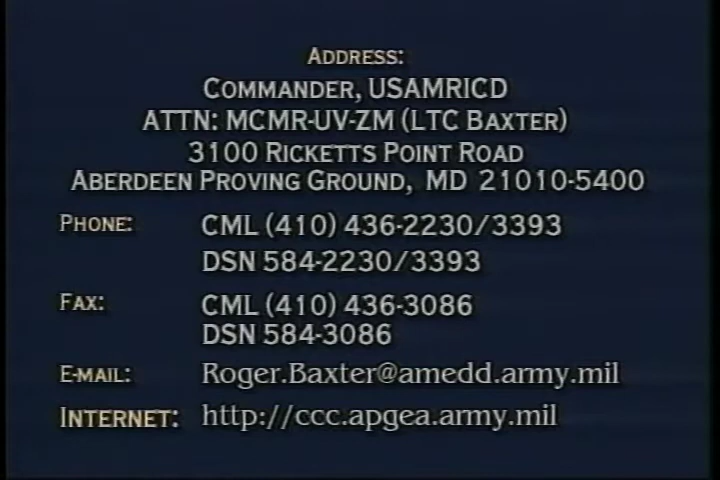 Address:
Commander, USAMRICD
ATTN: MCMR-UV-ZM (LTC Baxter)
3100 Ricketts Point Road
Aberdeen Proving Ground, MD 21010-5400
Phone: CML (410) 436-2230/3393
DSN 584-2230/3393
Fax: CML (410) 436-3086
DSN 584-3086
E-mail: Roger.Baxter@amedd.army.mil
Internet: http://ccc.apgea.army.mil